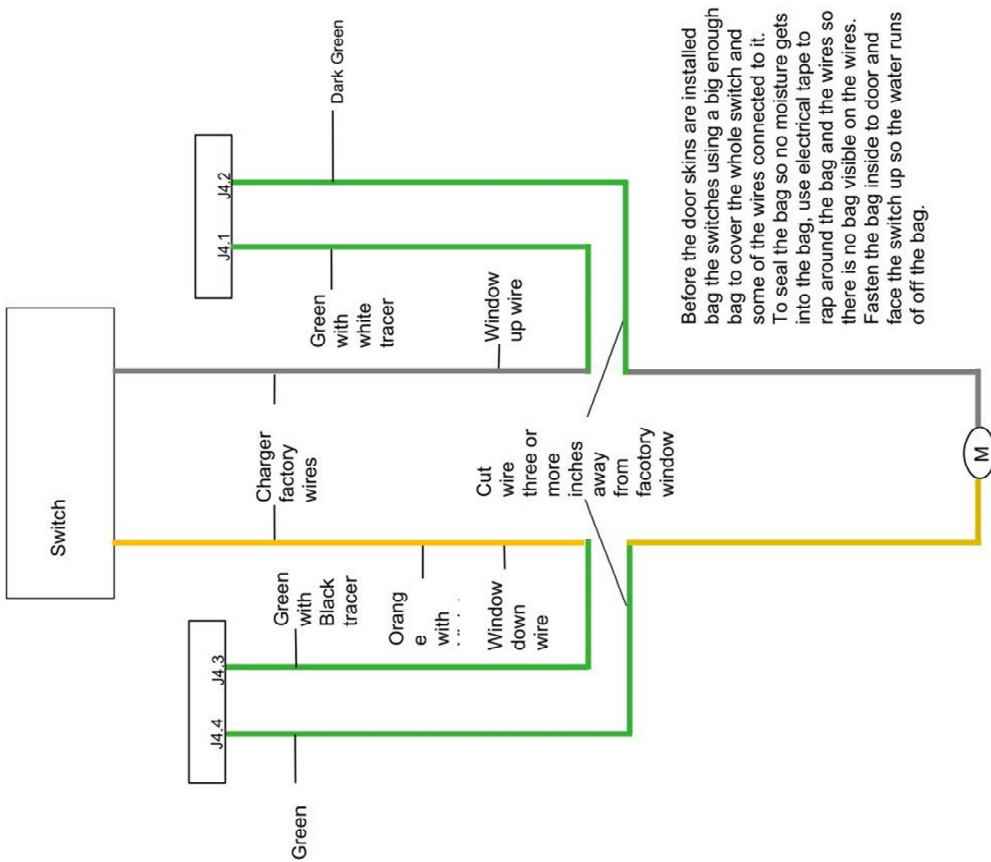 Switch
J4.4
J4.3
J4.1
J4.2
Green
Green
with
Black
tracer
Charger
factory
wires
Green
with
white
tracer
Dark Green
Orang
e
with
Window
down
wire
Window
up wire
Cut
wire
three or
more
inches
away
from
facotory
window
M
Before the door skins are installed
bag the switches using a big enough
bag to cover the whole switch and
some of the wires connected to it.
To seal the bag so no moisture gets
into the bag, use electrical tape to
rap around the bag and the wires so
there is no bag visible on the wires.
Fasten the bag inside to door and
face the switch up so the water runs
of off the bag.